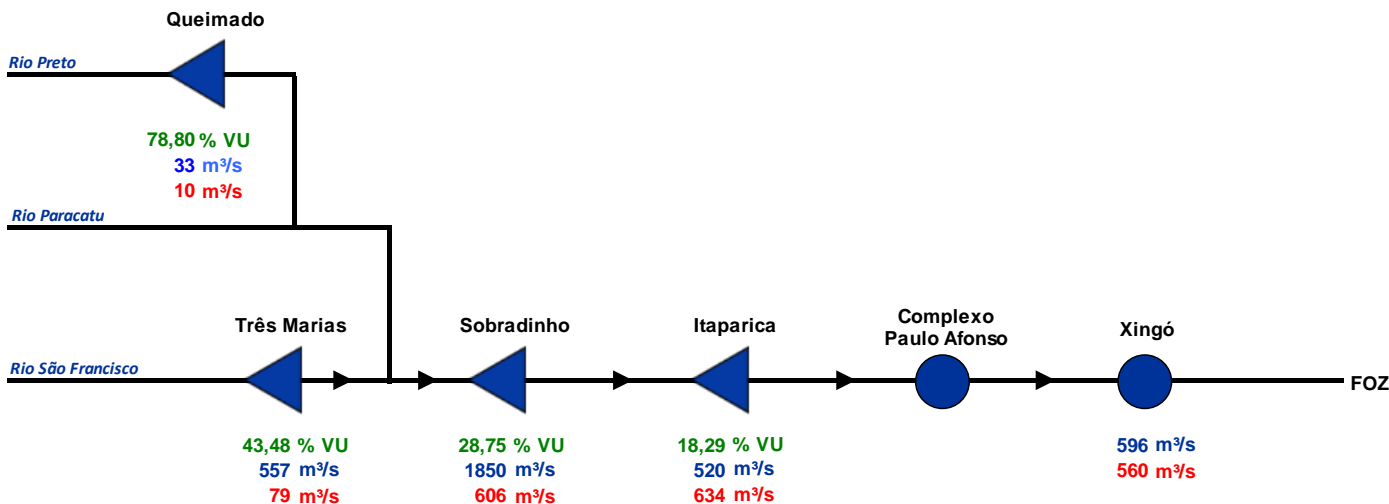 Queimado
Rio Preto
78,80 % VU
33 m³/s
10 m³/s
Rio Paracatu
Três Marias
Sobradinho
Itaparica
Complexo
Paulo Afonso
Xingó
Rio São Francisco
FOZ
43,48 % VU
557 m³/s
79 m³/s
28,75 % VU
1850 m³/s
606 m³/s
18,29 % VU
520 m³/s
634 m³/s
596 m³/s
560 m³/s